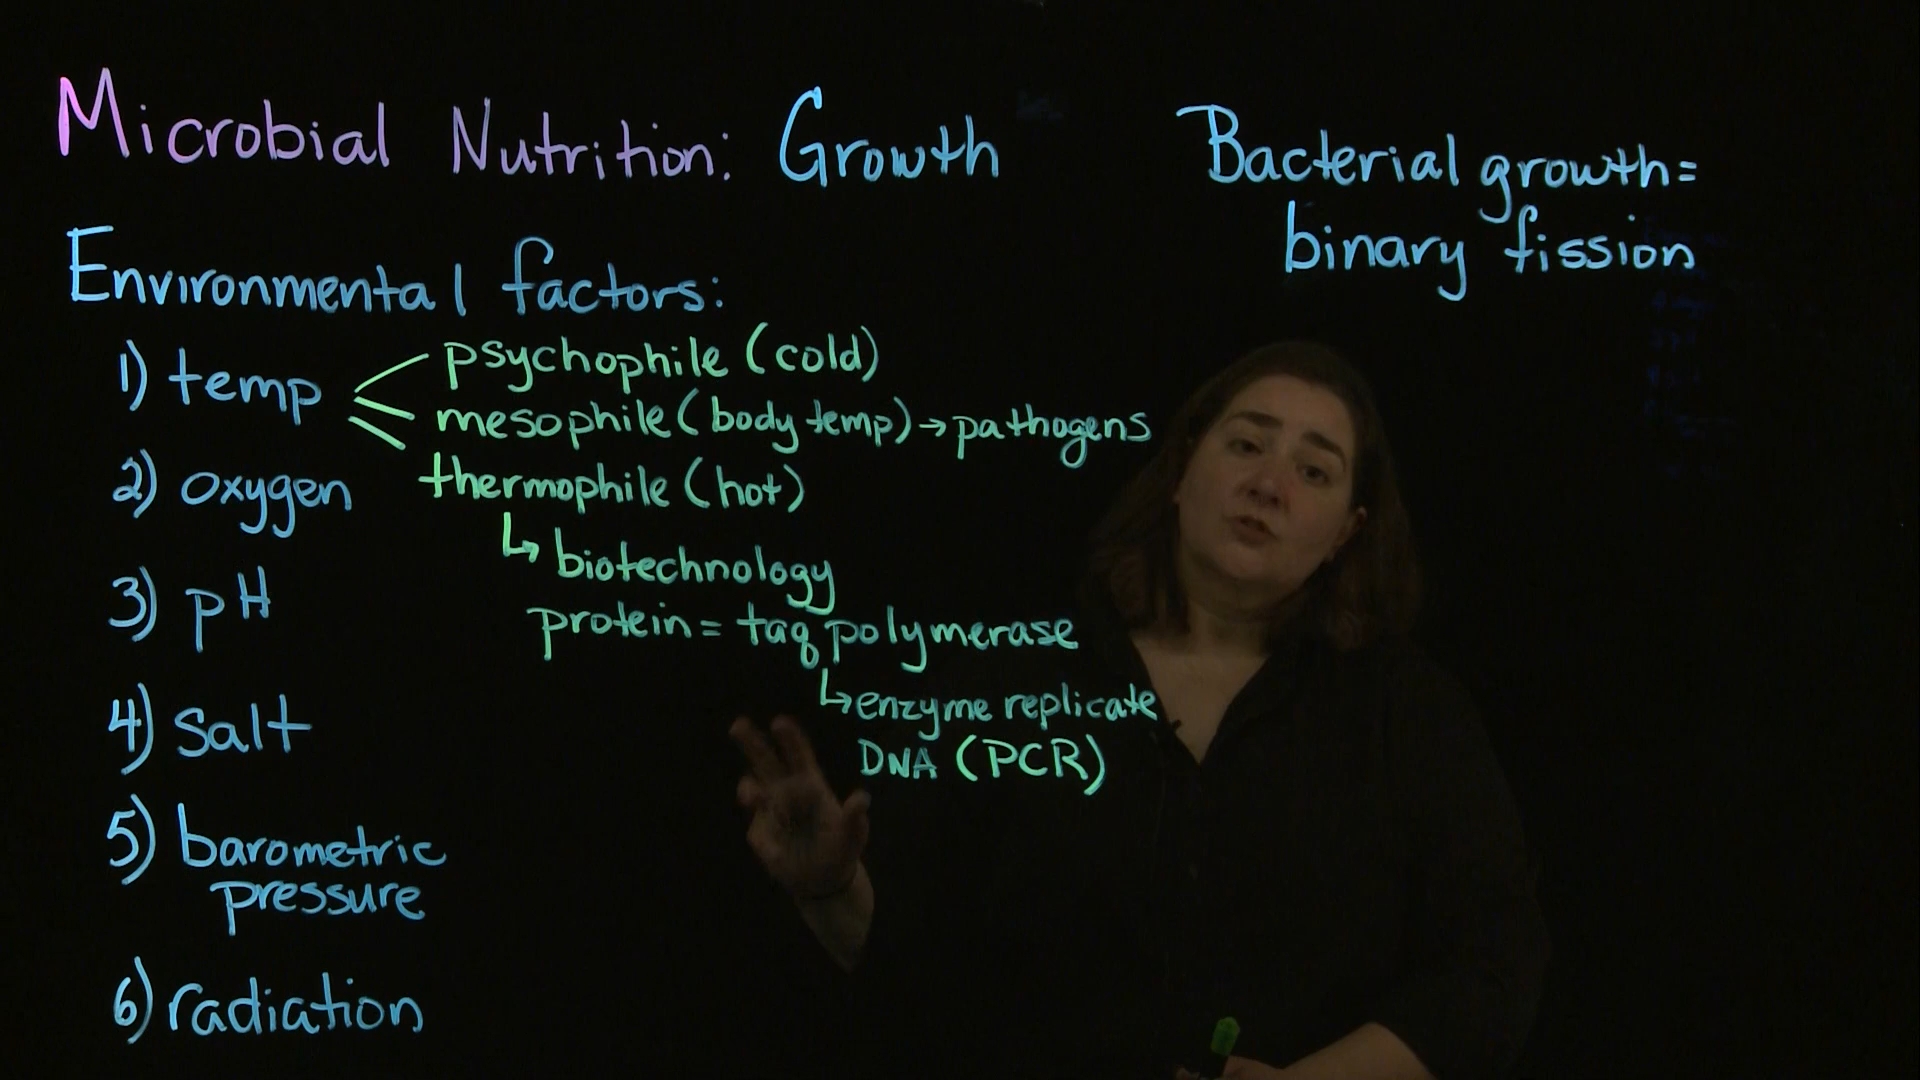 Microbial Nutrition: Growth
Bacterial growth=
binary fission
Environmental factors:
1) temp
psychophile (cold)
mesophile (body temp) → pathogens
thermophile (hot)
↳ biotechnology
protein = taq polymerase
↳ enzyme replicate
DNA (PCR)
2) oxygen
3) pH
4) salt
5) barometric
pressure
6) radiation